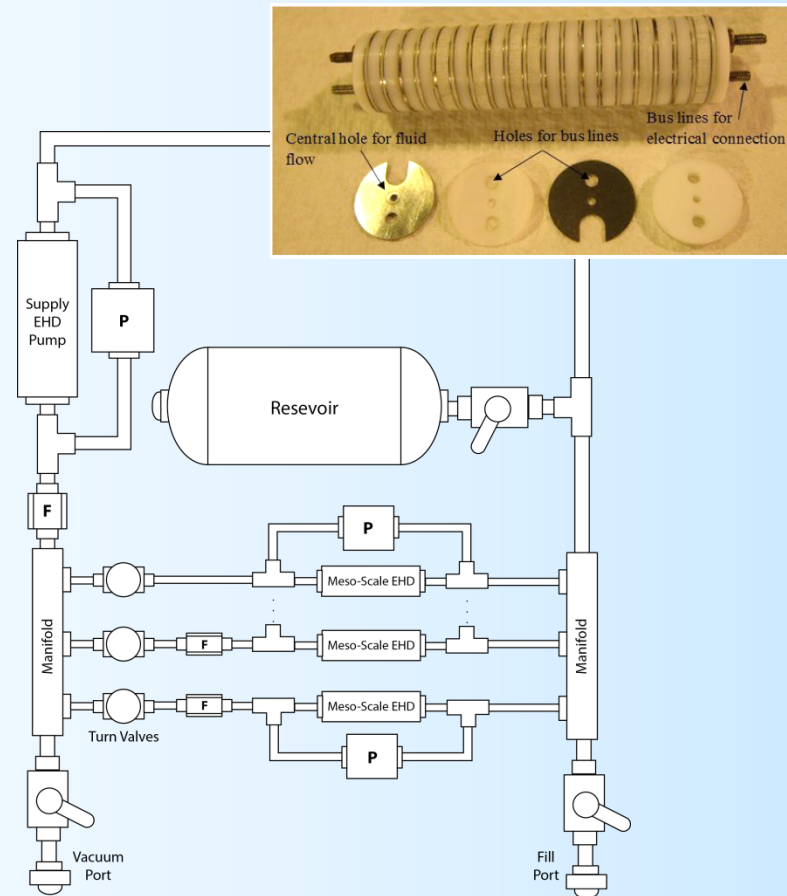 Central hole for fluid
flow
Holes for bus lines
Bus lines for
electrical connection
Supply
EHD
Pump
P
Resevoir
F
P
Meso-Scale EHD
Manifold
F
Meso-Scale EHD
Manifold
F
Meso-Scale EHD
Turn Valves
P
Vacuum
Port
Fill
Port